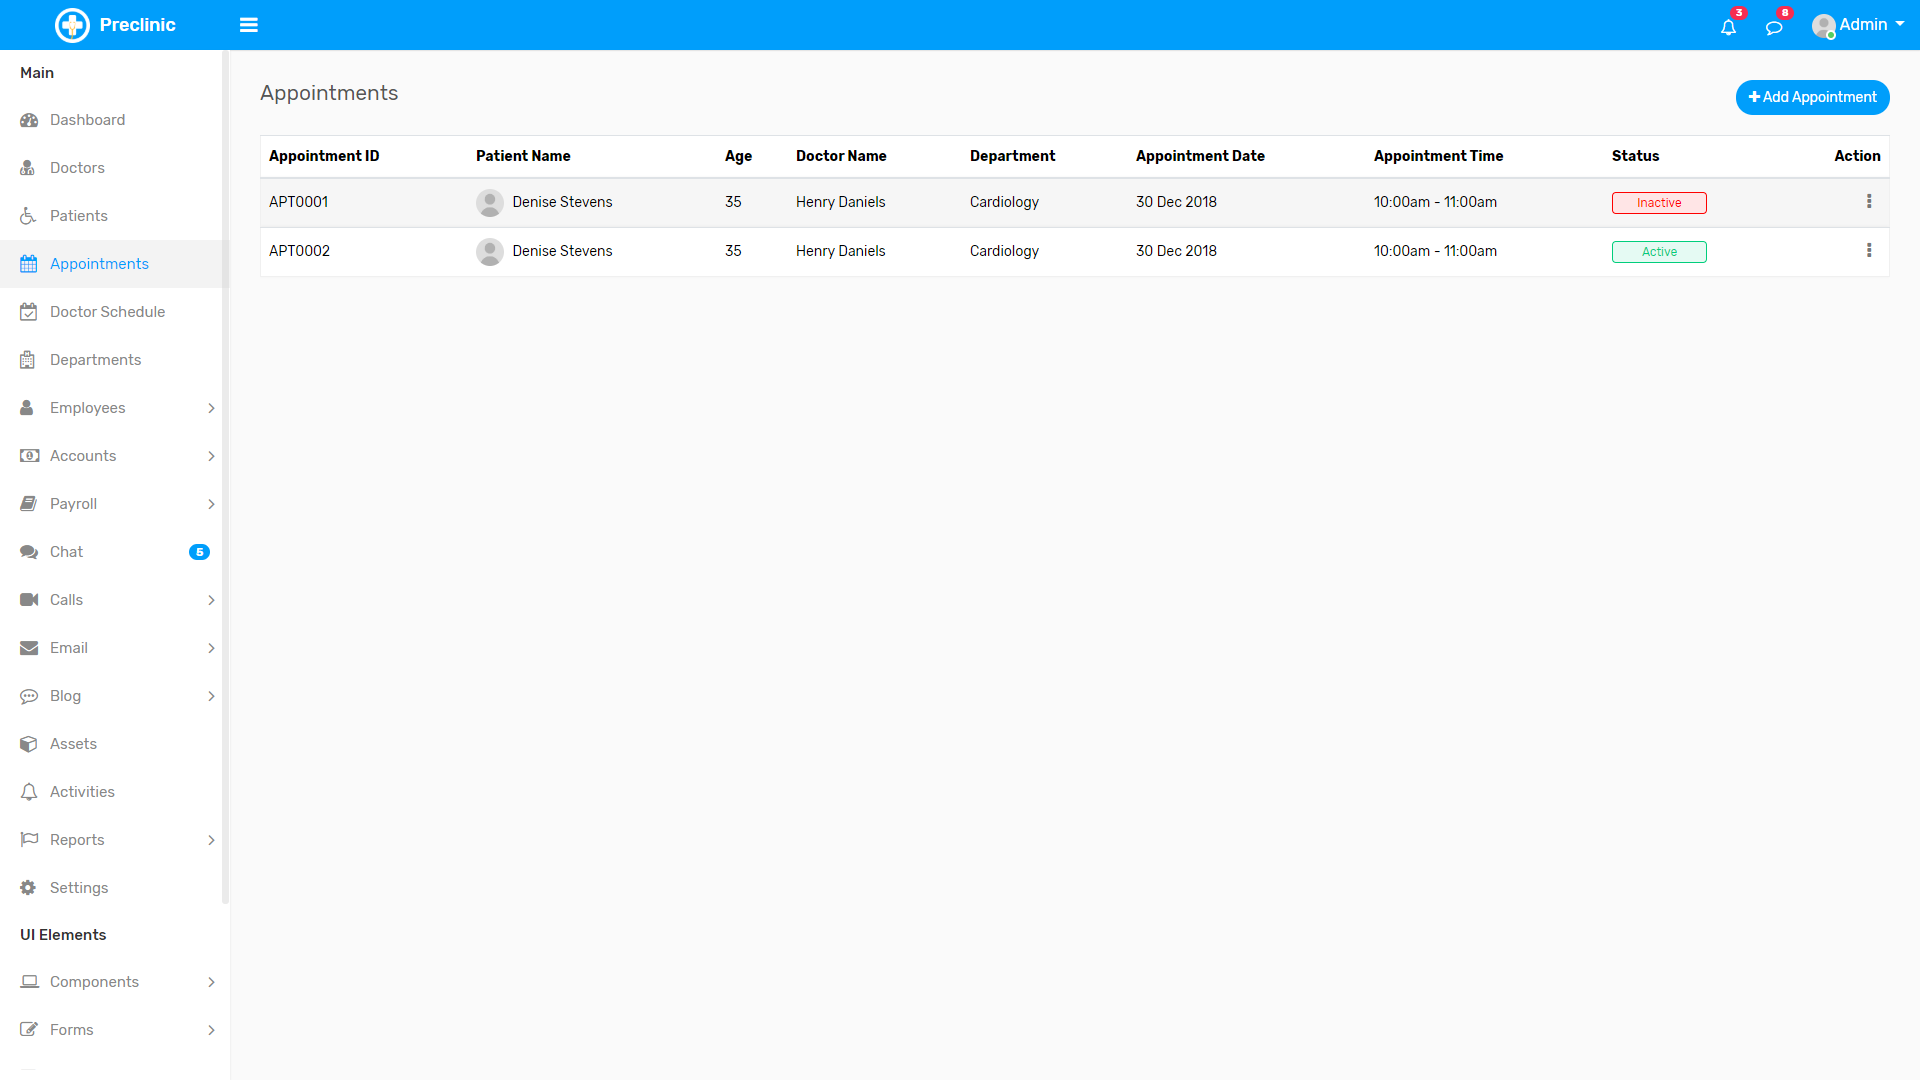 Preclinic
3
8
Admin
Main
Dashboard
Doctors
Patients
Appointments
Doctor Schedule
Departments
Employees
Accounts
Payroll
Chat 5
Calls
Email
Blog
Assets
Activities
Reports
Settings
UI Elements
Components
Forms
Appointments
Add Appointment
Appointment ID Patient Name Age Doctor Name Department Appointment Date Appointment Time Status Action
APT0001 Denise Stevens 35 Henry Daniels Cardiology 30 Dec 2018 10:00am - 11:00am Inactive
APT0002 Denise Stevens 35 Henry Daniels Cardiology 30 Dec 2018 10:00am - 11:00am Active